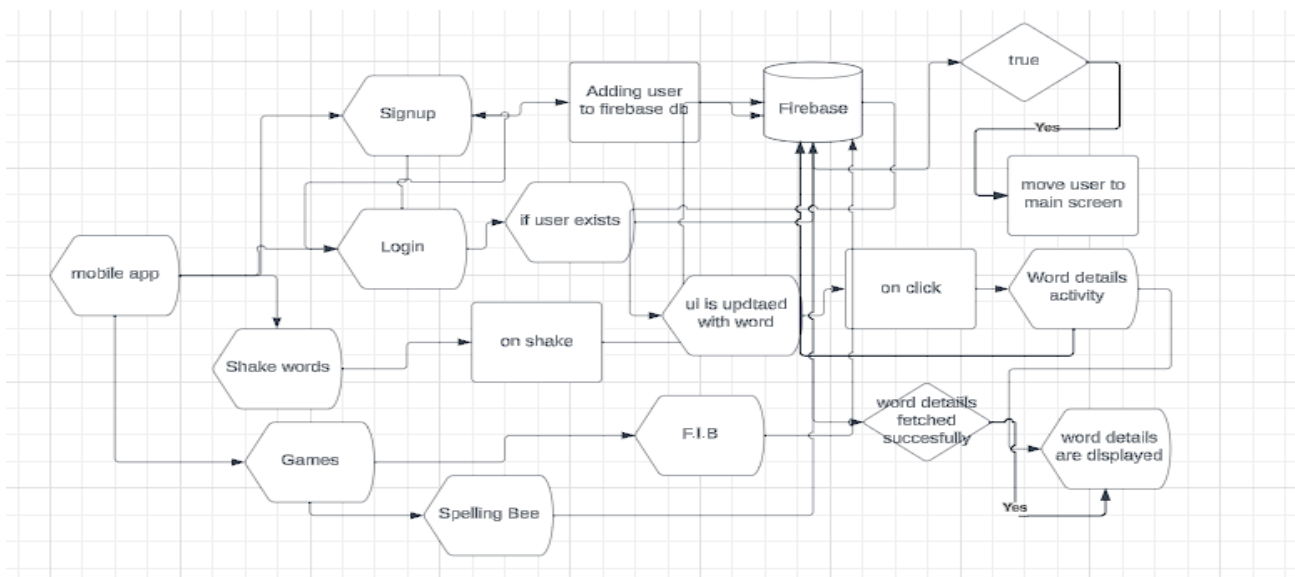 true
Signup
Adding user
to firebase db
Firebase
Yes
move user to
main screen
if user exists
Login
mobile app
ui is updtaed
with word
on click
Word details
activity
on shake
Shake words
word detaiils
fetched
succesfully
F.I.B
word details
are displayed
Games
Spelling Bee
Yes